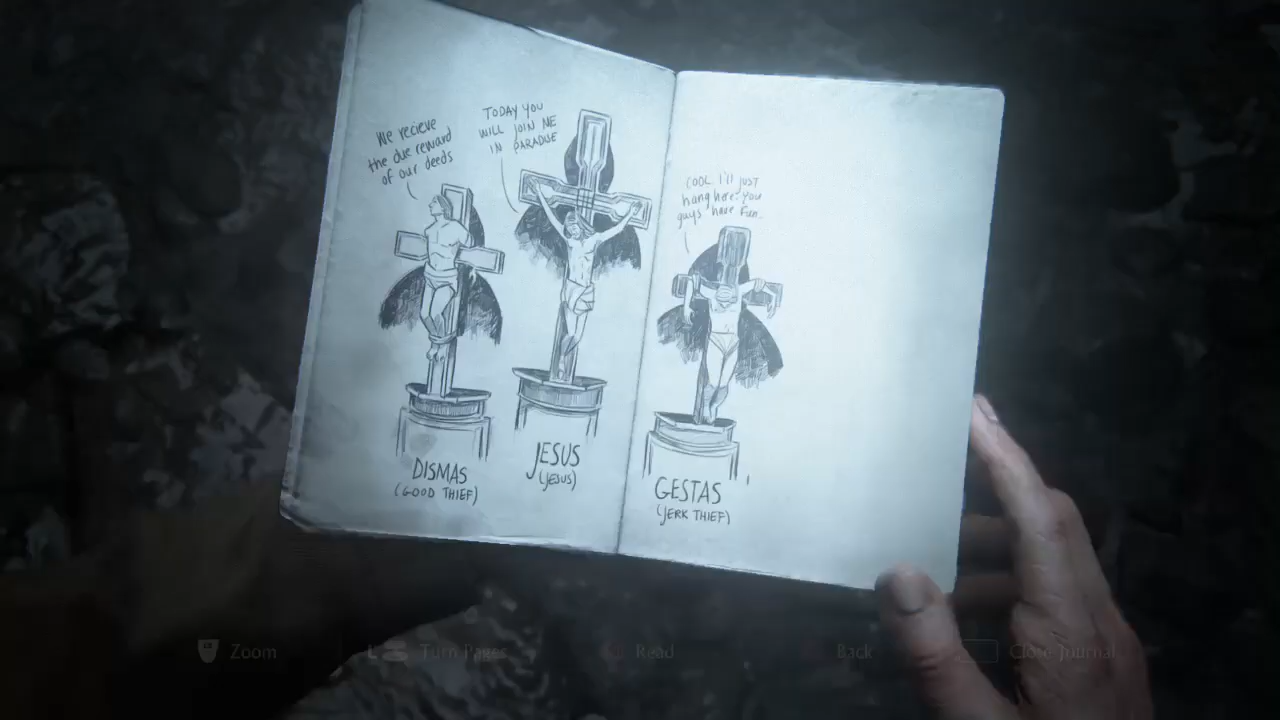 We recieve
the due reward
of our deeds
TODAY YOU
WILL JOIN ME
IN PARADISE
COOL. I'll JUST
hang here. You
guys have fun.
DISMAS
(GOOD THIEF)
JESUS
(JESUS)
GESTAS
(JERK THIEF)
Zoom
L
Turn Pages
Read
Back
Close Journal